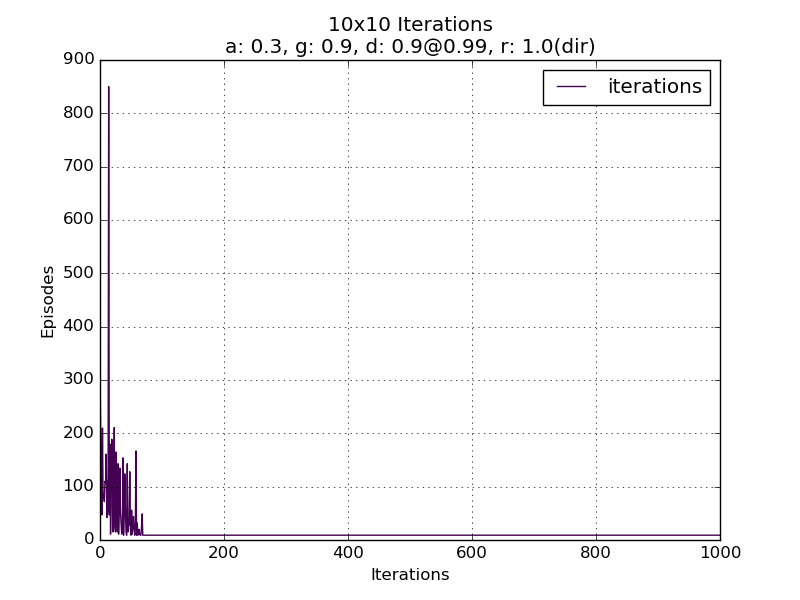 10x10 Iterations
a: 0.3, g: 0.9, d: 0.9@0.99, r: 1.0(dir)
iterations
900
800
700
600
500
400
300
200
100
0
Episodes
0 200 400 600 800 1000
Iterations